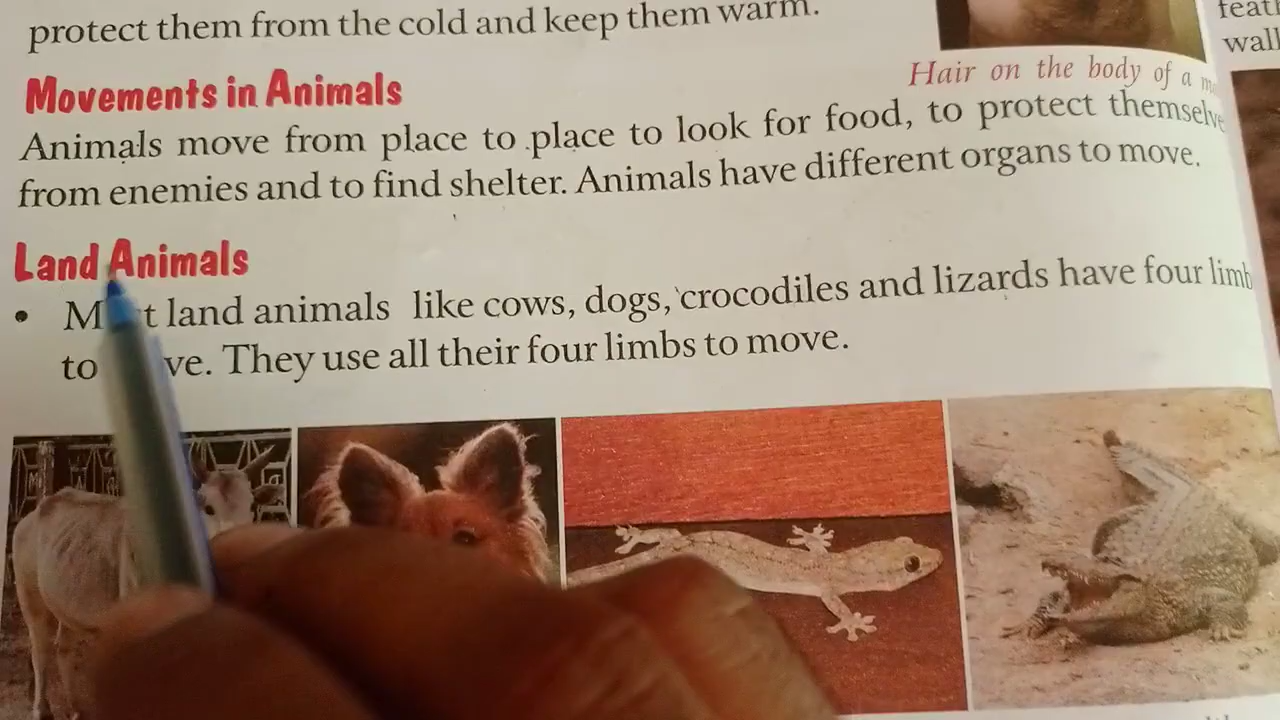 protect them from the cold and keep them warm.
feat
wall
Hair on the body of a
Movements in Animals
Animals move from place to place to look for food, to protect themselve
from enemies and to find shelter. Animals have different organs to move.
Land Animals
• M t land animals like cows, dogs, crocodiles and lizards have four limb
to ve. They use all their four limbs to move.